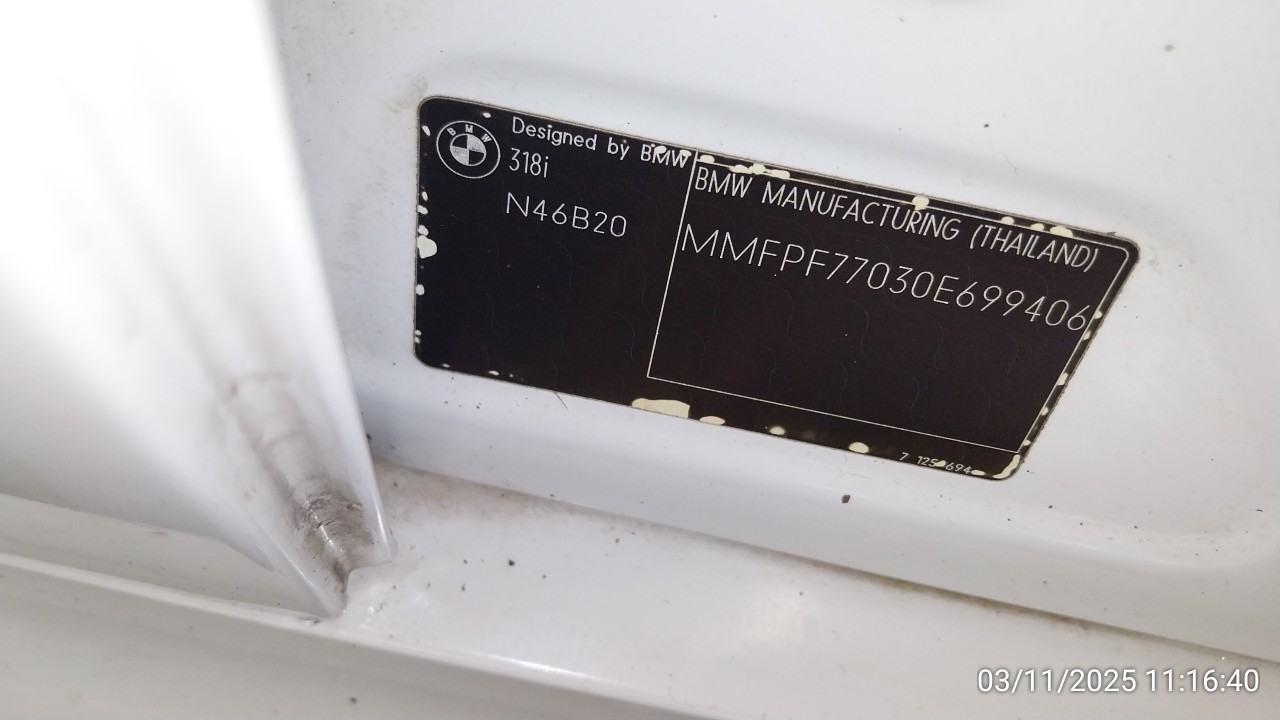 BMW
Designed by BMW
318i
N46B20
BMW MANUFACTURING (THAILAND)
MMFPF77030E699406
7 125 694
03/11/2025 11:16:40